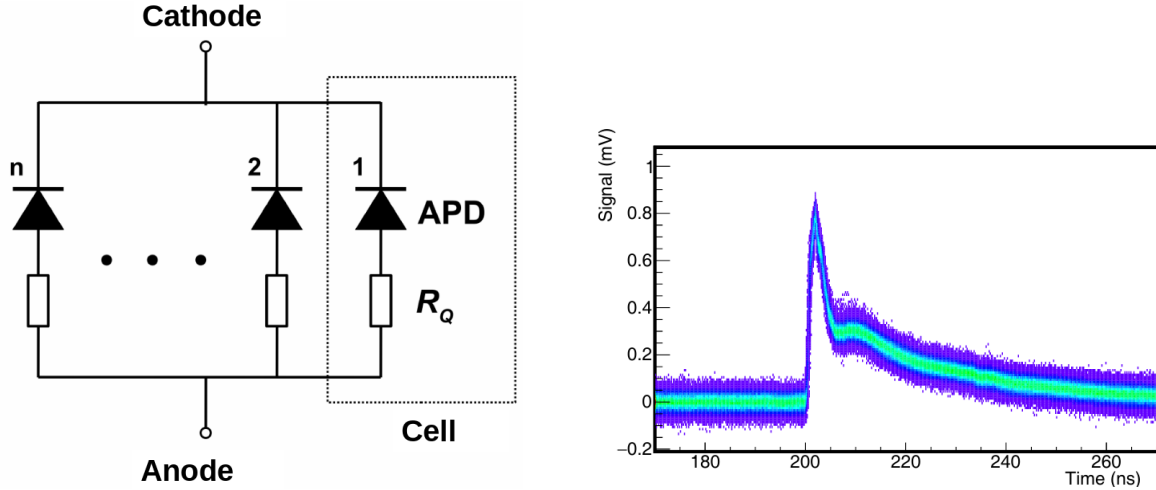 Cathode
n
2
1
APD
R_Q
Cell
Anode
Signal (mV)
1
0.8
0.6
0.4
0.2
0
−0.2
180
200
220
240
260
Time (ns)